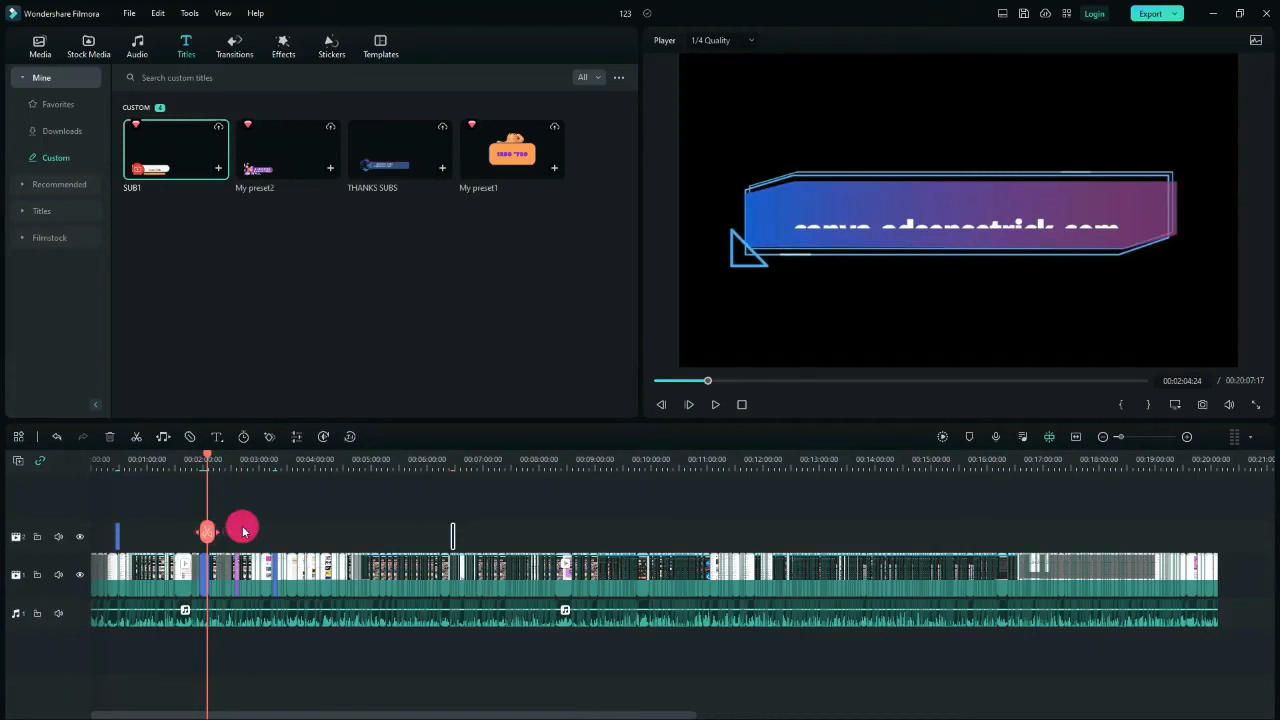 Wondershare Filmora File Edit Tools View Help 123 Login Export
Media Stock Media Audio Titles Transitions Effects Stickers Templates
Player 1/4 Quality
Mine
Search custom titles All
Favorites
Downloads
Custom
Recommended
Titles
Filmstock
CUSTOM 4
SUB1 My preset2 THANKS SUBS My preset1
00:02:04:24 / 00:20:07:17
:00:00 00:01:00:00 00:02:00:00 00:03:00:00 00:04:00:00 00:05:00:00 00:06:00:00 00:07:00:00 00:08:00:00 00:09:00:00 00:10:00:00 00:11:00:00 00:12:00:00 00:13:00:00 00:14:00:00 00:15:00:00 00:16:00:00 00:17:00:00 00:18:00:00 00:19:00:00 00:20:00:00 00:21:00
2
1
1